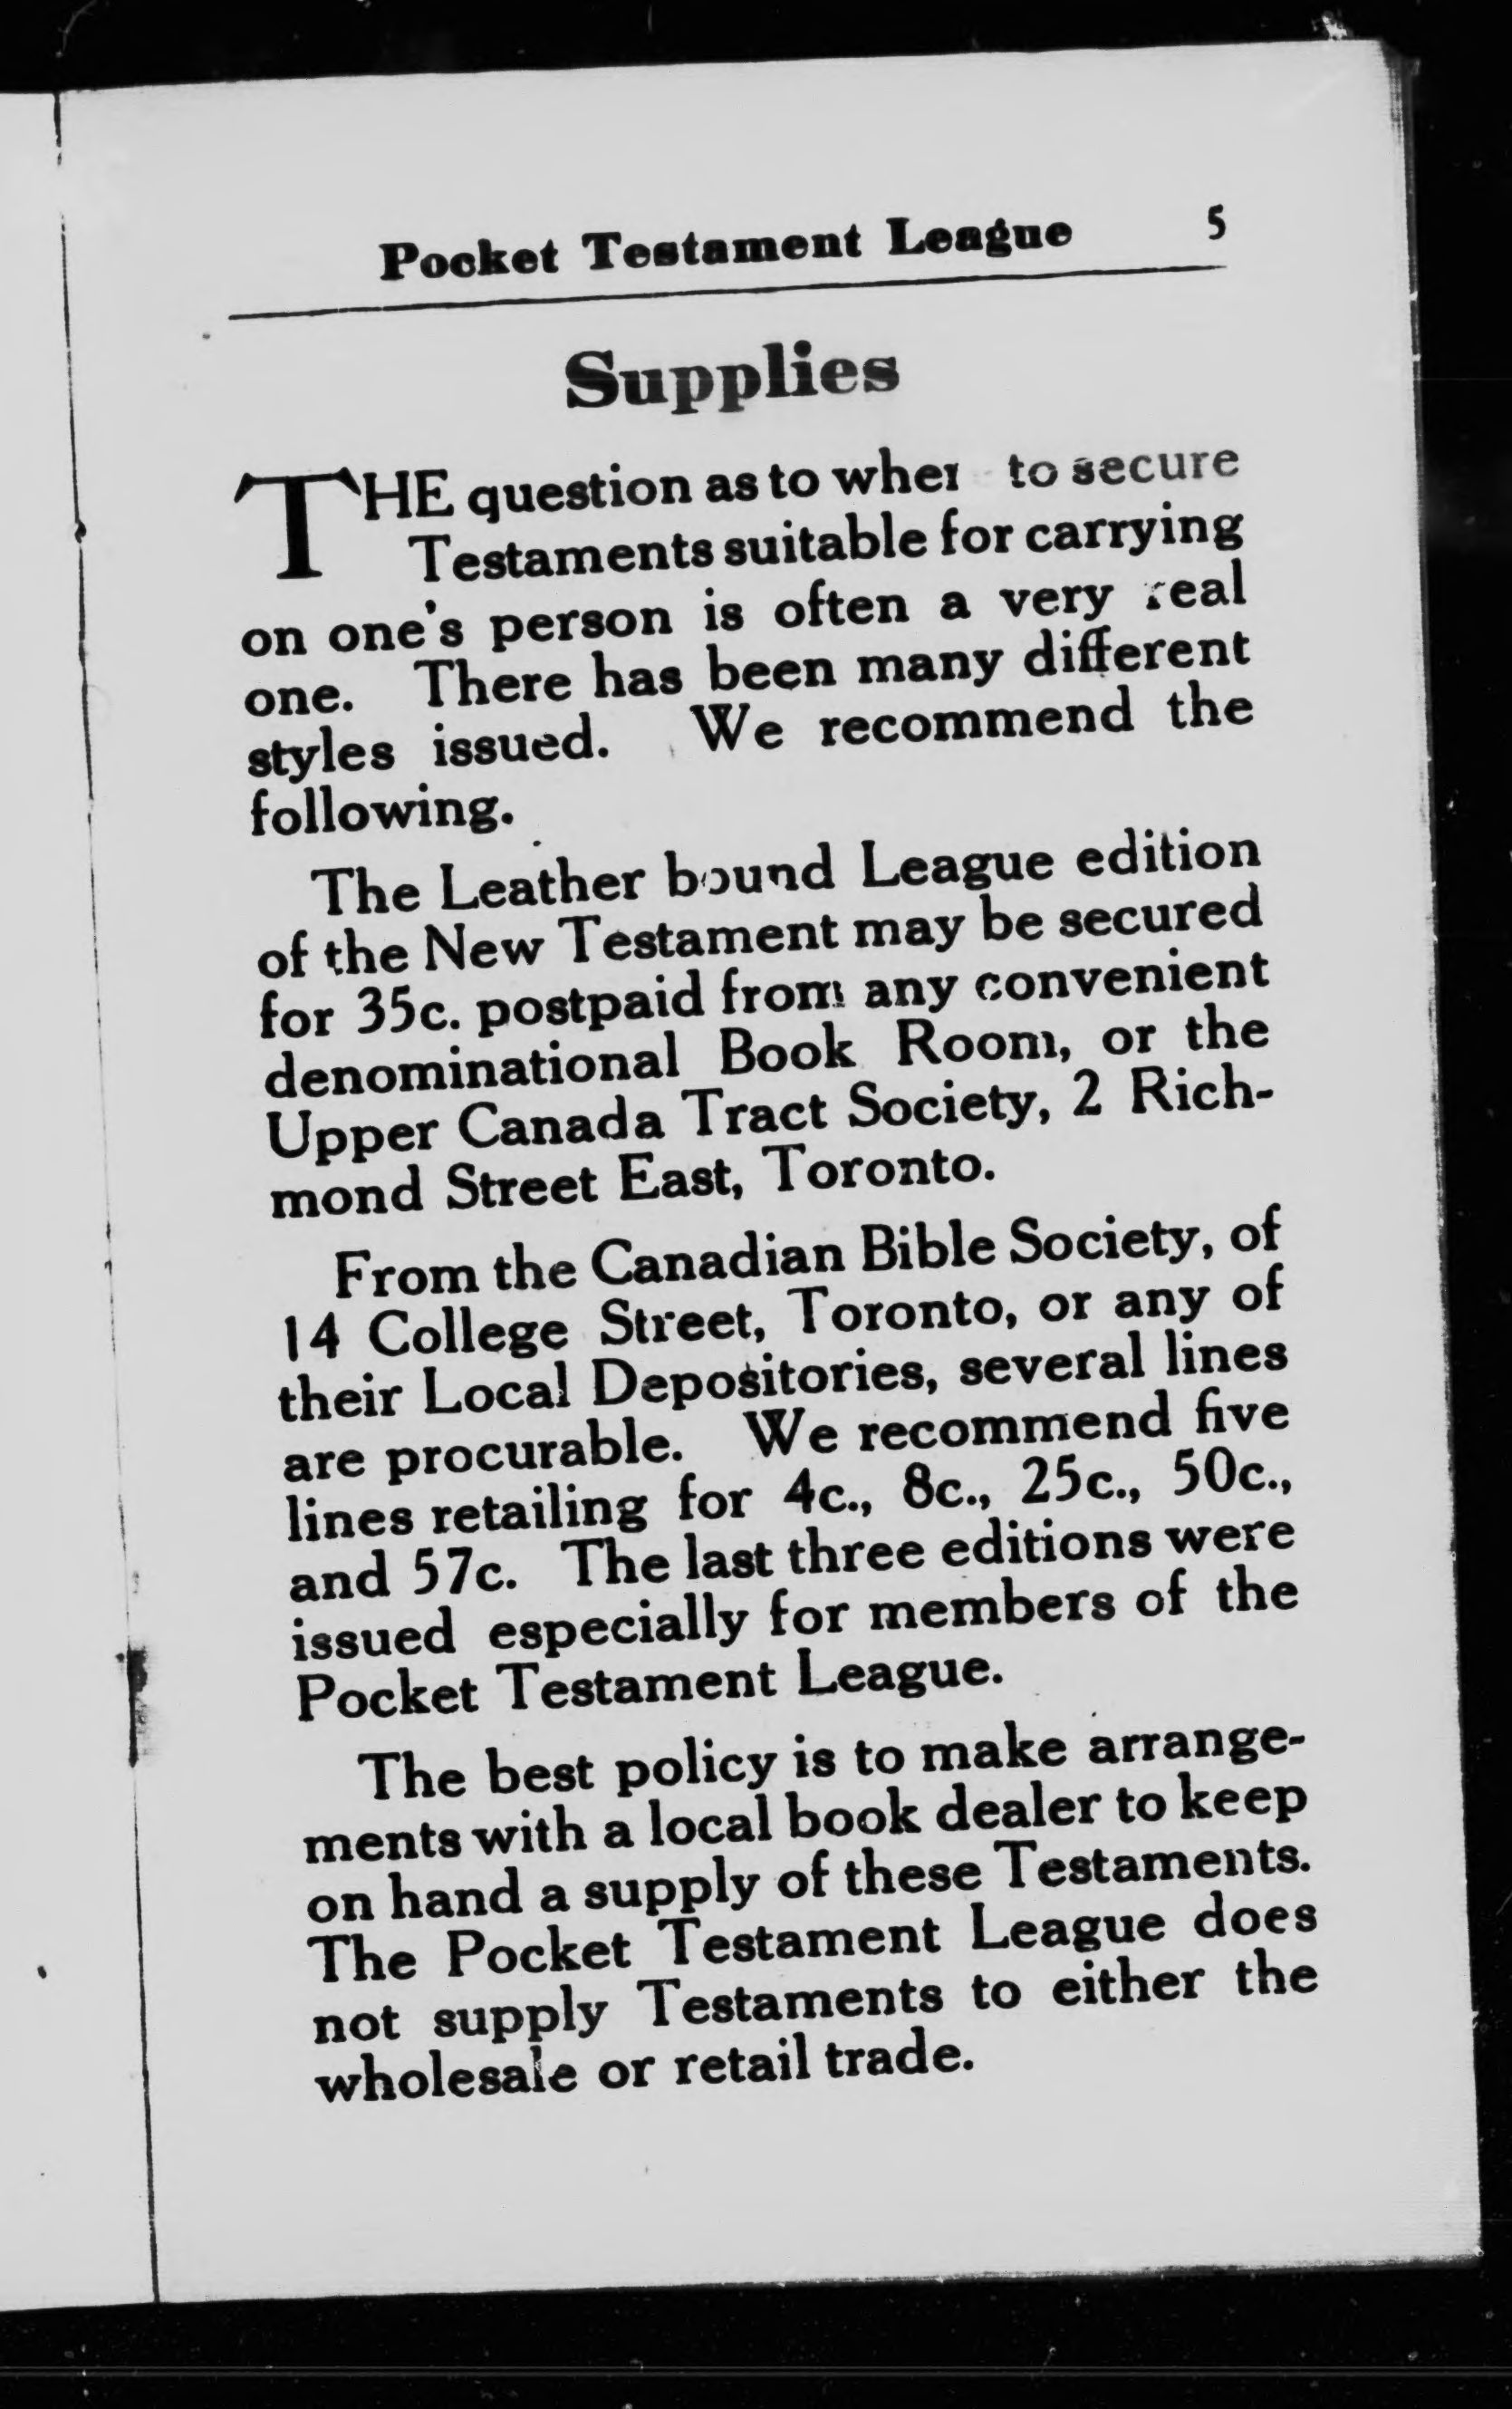 Pocket Testament League 5
Supplies
THE question as to wher to secure
Testaments suitable for carrying
on one's person is often a very real
one. There has been many different
styles issued. We recommend the
following.
The Leather bound League edition
of the New Testament may be secured
for 35c. postpaid from any convenient
denominational Book Room, or the
Upper Canada Tract Society, 2 Rich-
mond Street East, Toronto.
From the Canadian Bible Society, of
14 College Street, Toronto, or any of
their Local Depositories, several lines
are procurable. We recommend five
lines retailing for 4c., 8c., 25c., 50c.,
and 57c. The last three editions were
issued especially for members of the
Pocket Testament League.
The best policy is to make arrange-
ments with a local book dealer to keep
on hand a supply of these Testaments.
The Pocket Testament League does
not supply Testaments to either the
wholesale or retail trade.